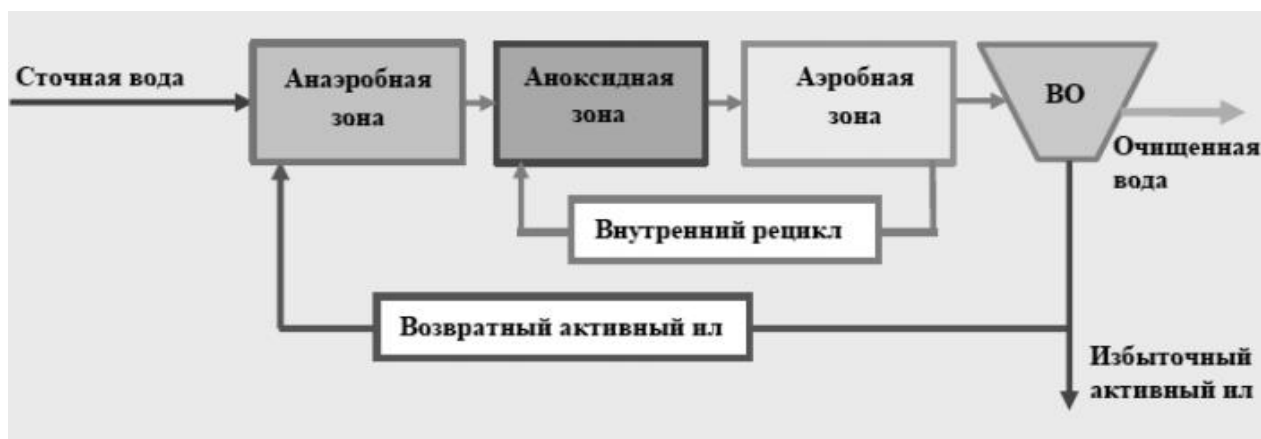 Сточная вода
Анаэробная
зона
Аноксидная
зона
Аэробная
зона
ВО
Очищенная
вода
Внутренний рецикл
Возвратный активный ил
Избыточный
активный ил